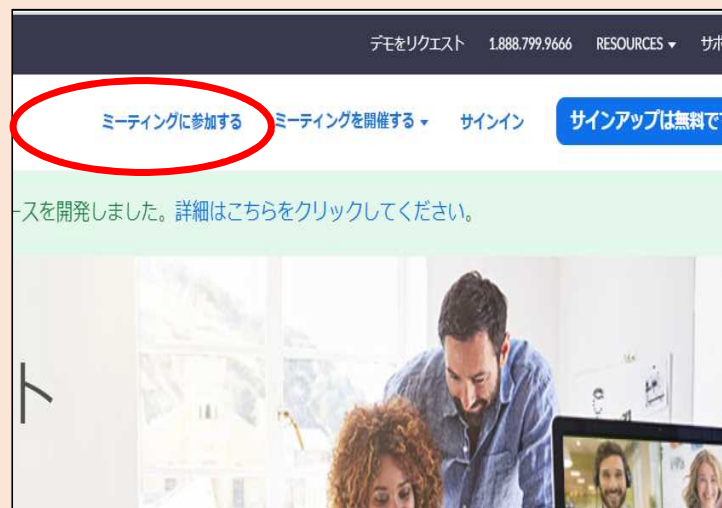 デモをリクエスト 1.888.799.9666 RESOURCES サポ
ミーティングに参加する ミーティングを開催する サインイン サインアップは無料で
ースを開発しました。詳細はこちらをクリックしてください。
ト